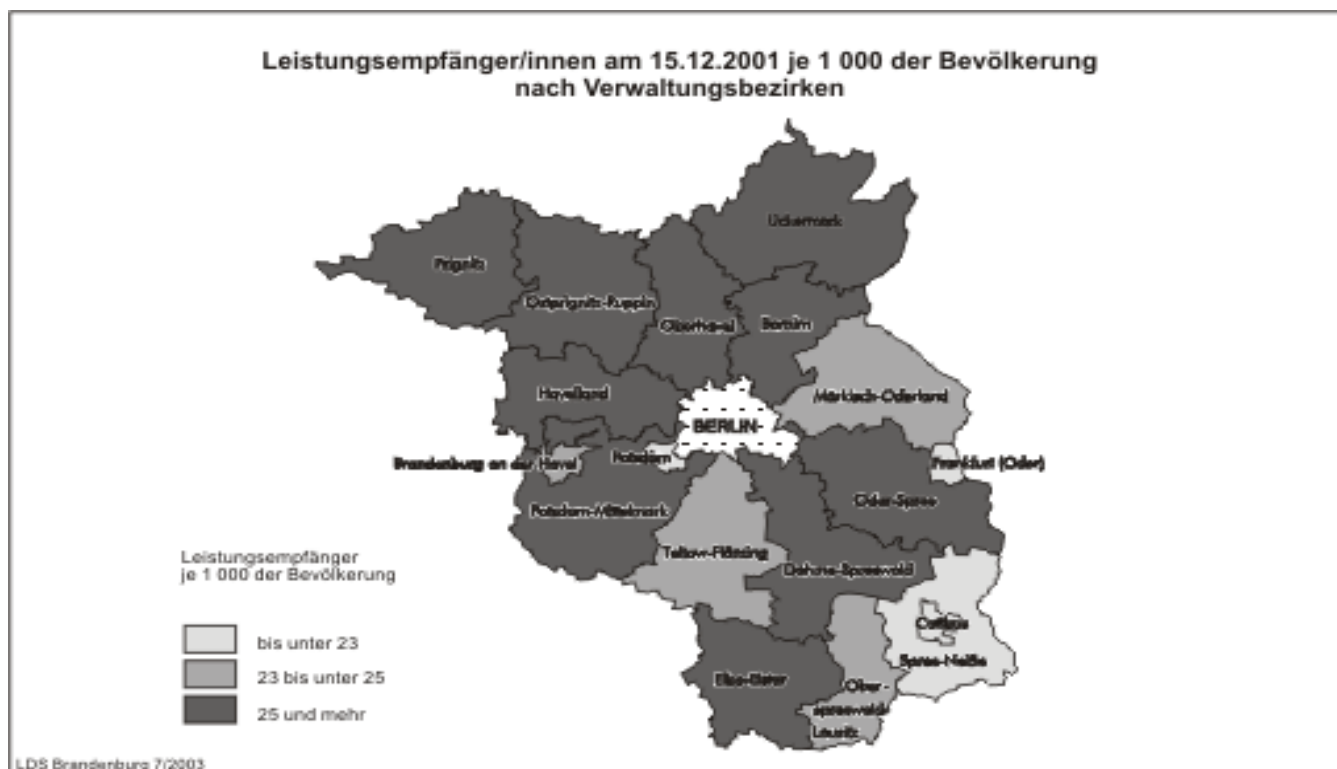 Leistungsempfänger/innen am 15.12.2001 je 1 000 der Bevölkerung
nach Verwaltungsbezirken
Uckermark
Prignitz
Ostprignitz-Ruppin
Oberhavel
Barnim
Havelland
Märkisch-Oderland
BERLIN
Brandenburg an der Havel
Potsdam
Frankfurt (Oder)
Oder-Spree
Potsdam-Mittelmark
Teltow-Fläming
Dahme-Spreewald
Cottbus
Spree-Neiße
Elbe-Elster
Ober-
spreewald-
Lausitz
Leistungsempfänger
je 1 000 der Bevölkerung
bis unter 23
23 bis unter 25
25 und mehr
LDS Brandenburg 7/2003